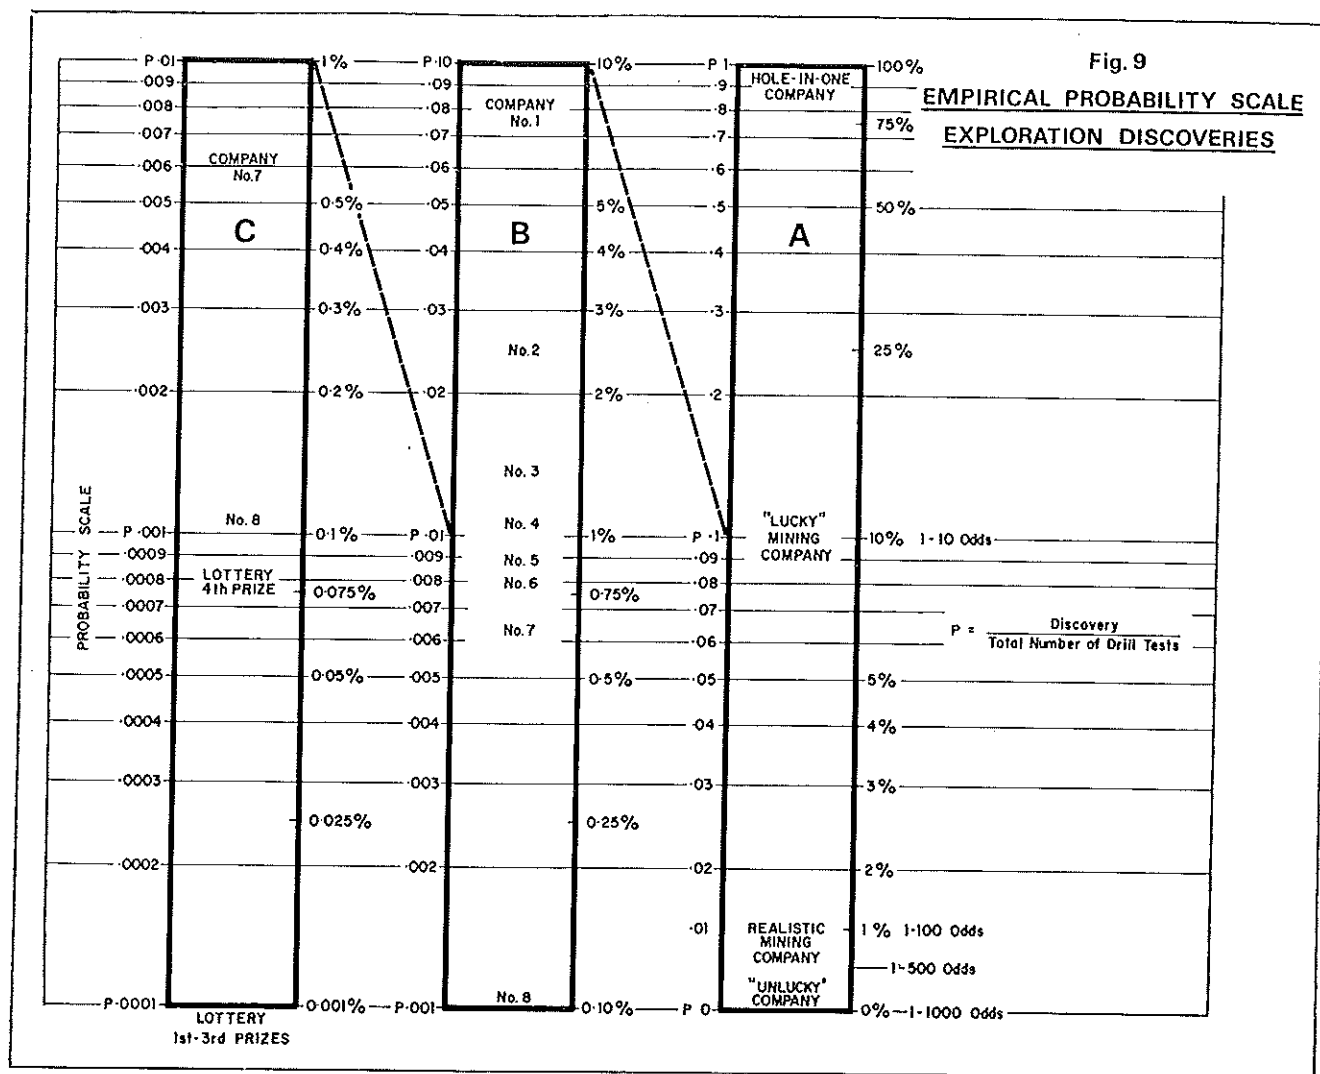 Fig. 9
EMPIRICAL PROBABILITY SCALE
EXPLORATION DISCOVERIES
PROBABILITY SCALE
P·01
·009
·008
·007
·006
·005
·004
·003
·002
P·001
·0009
·0008
·0007
·0006
·0005
·0004
·0003
·0002
P·0001
COMPANY
No.7
C
No. 8
LOTTERY
4th PRIZE
LOTTERY
1st-3rd PRIZES
1%
0·5%
0·4%
0·3%
0·2%
0·1%
0·075%
0·05%
0·025%
0·001%
P·10
·09
·08
·07
·06
·05
·04
·03
·02
P·01
·009
·008
·007
·006
·005
·004
·003
·002
P·001
COMPANY
No.1
B
No.2
No.3
No.4
No.5
No.6
No.7
No.8
10%
5%
4%
3%
2%
1%
0·75%
0·5%
0·25%
0·10%
P 1
·9
·8
·7
·6
·5
·4
·3
·2
P ·1
·09
·08
·07
·06
·05
·04
·03
·02
·01
P 0
HOLE-IN-ONE
COMPANY
A
"LUCKY"
MINING
COMPANY
REALISTIC
MINING
COMPANY
"UNLUCKY"
COMPANY
100%
75%
50%
25%
10% 1-10 Odds
5%
4%
3%
2%
1% 1-100 Odds
1-500 Odds
0% 1-1000 Odds
P = Discovery
Total Number of Drill Tests